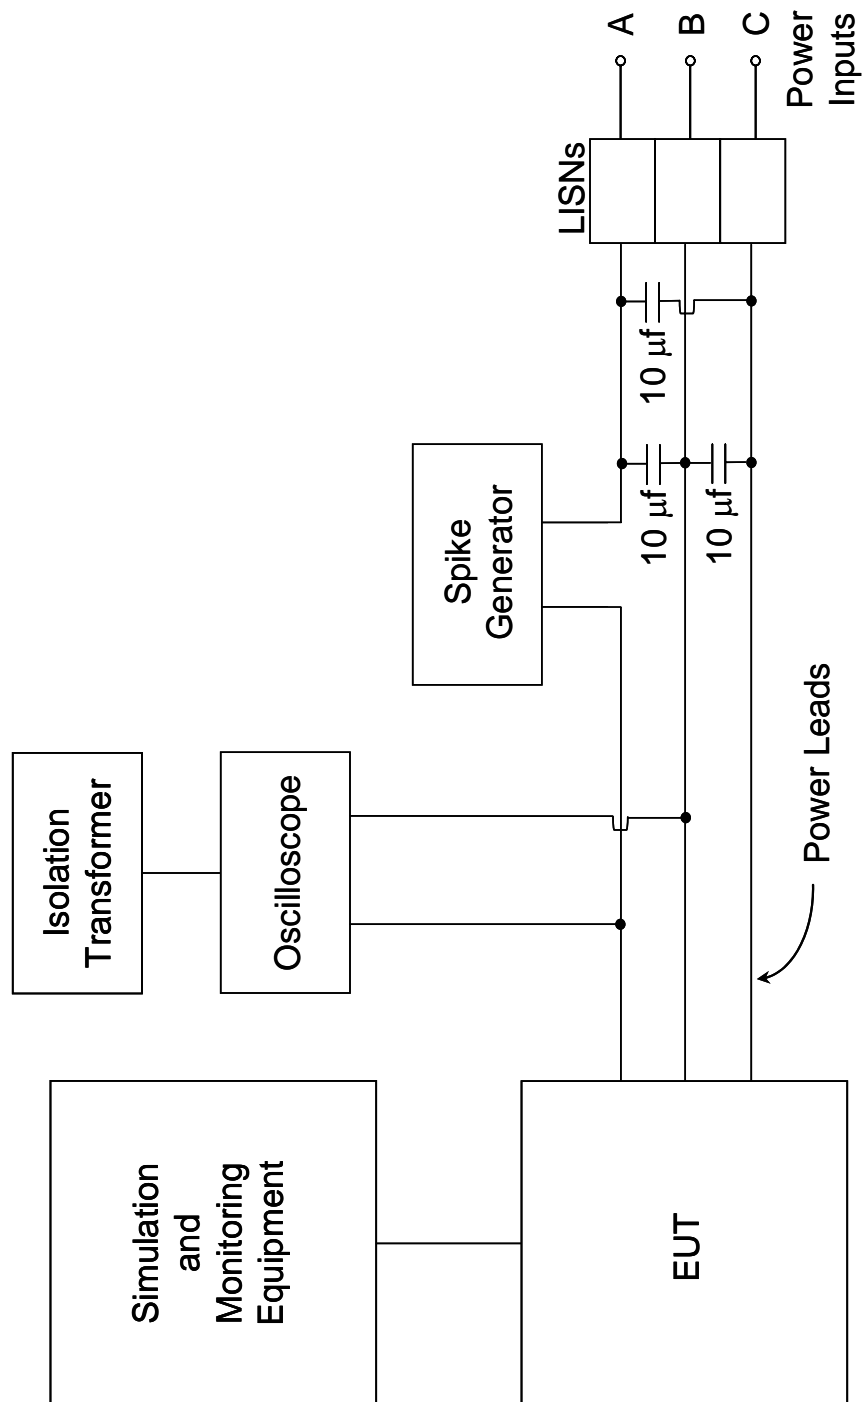 Simulation
and
Monitoring
Equipment
Isolation
Transformer
Oscilloscope
Spike
Generator
EUT
Power Leads
10 μf
10 μf
10 μf
LISNs
A
B
C
Power
Inputs